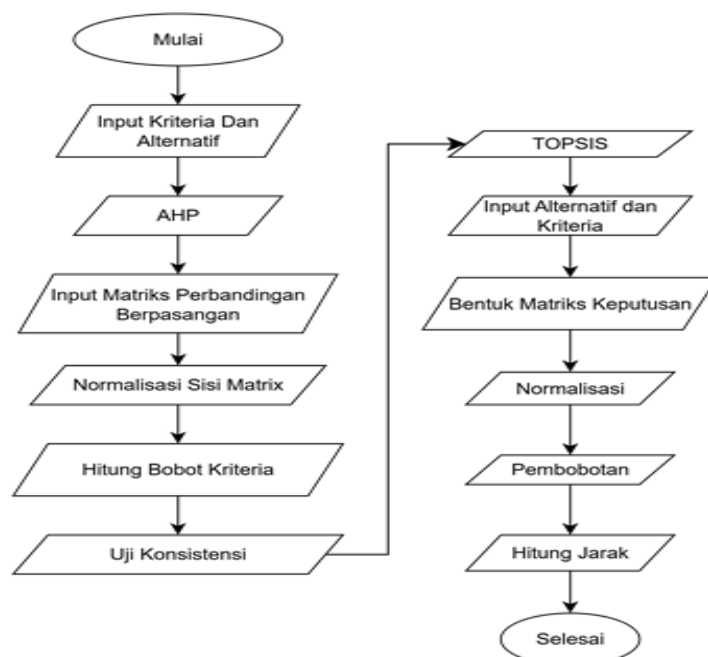 Mulai
Input Kriteria Dan
Alternatif
AHP
Input Matriks Perbandingan
Berpasangan
Normalisasi Sisi Matrix
Hitung Bobot Kriteria
Uji Konsistensi
TOPSIS
Input Alternatif dan
Kriteria
Bentuk Matriks Keputusan
Normalisasi
Pembobotan
Hitung Jarak
Selesai